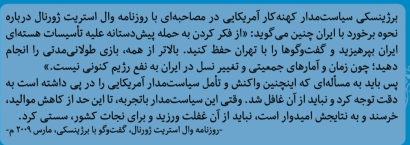 برژینسکی سیاست‌مدار کهنه‌کار آمریکایی در مصاحبه‌ای با روزنامه وال استریت ژورنال درباره
نحوه برخورد با ایران چنین می‌گوید: «از فکر کردن به حمله پیش‌دستانه علیه تأسیسات هسته‌ای
ایران بپرهیزید و گفت‌وگوها را با تهران حفظ کنید. بالاتر از همه، بازی طولانی‌مدتی را انجام
دهید؛ چون زمان و آمارهای جمعیتی و تغییر نسل در ایران به نفع رژیم کنونی نیست.»
پس باید به مسأله‌ای که اینچنین واکنش و تأمل سیاست‌مدار آمریکایی را در پی داشته است به
دقت توجه کرد و نباید از آن غافل شد. وقتی این سیاست‌مدار باتجربه، تا این حد از کاهش موالید،
خرسند و به نتایجش امیدوار است، نباید از آن غفلت ورزید و برای نجات کشور، سستی کرد.
-روزنامه وال استریت ژورنال، گفت‌وگو با برژینسکی، مارس ۲۰۰۹ م-